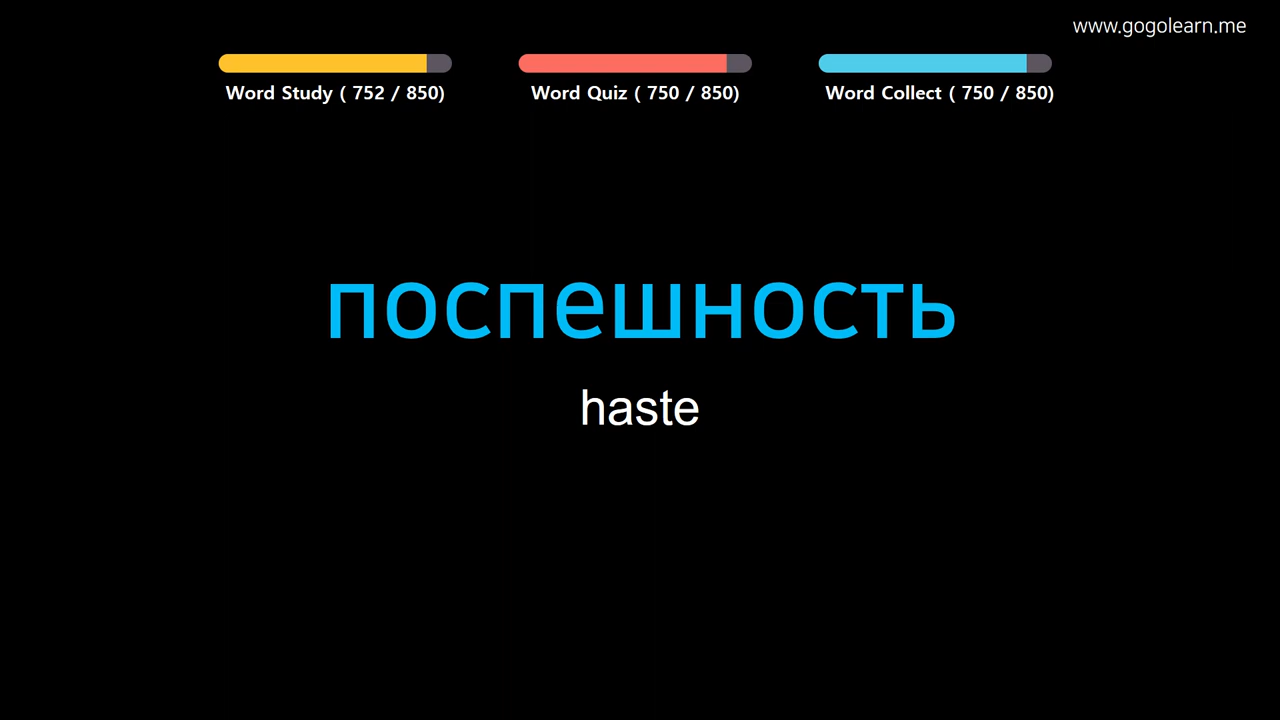 www.gogolearn.me
Word Study ( 752 / 850)
Word Quiz ( 750 / 850)
Word Collect ( 750 / 850)
поспешность
haste